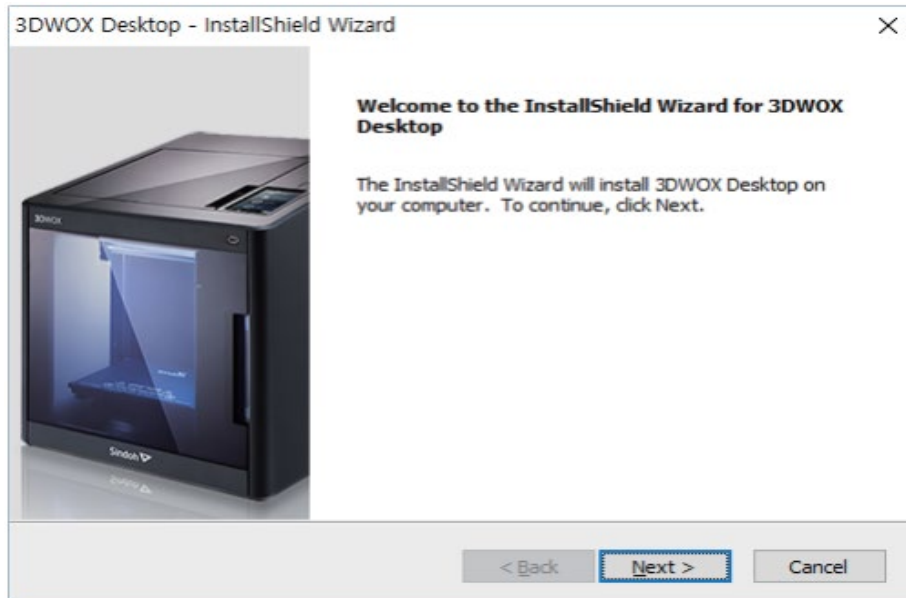 3DWOX Desktop - InstallShield Wizard
Welcome to the InstallShield Wizard for 3DWOX
Desktop
The InstallShield Wizard will install 3DWOX Desktop on
your computer. To continue, click Next.
3DWOX
Sindoh
< Back
Next >
Cancel